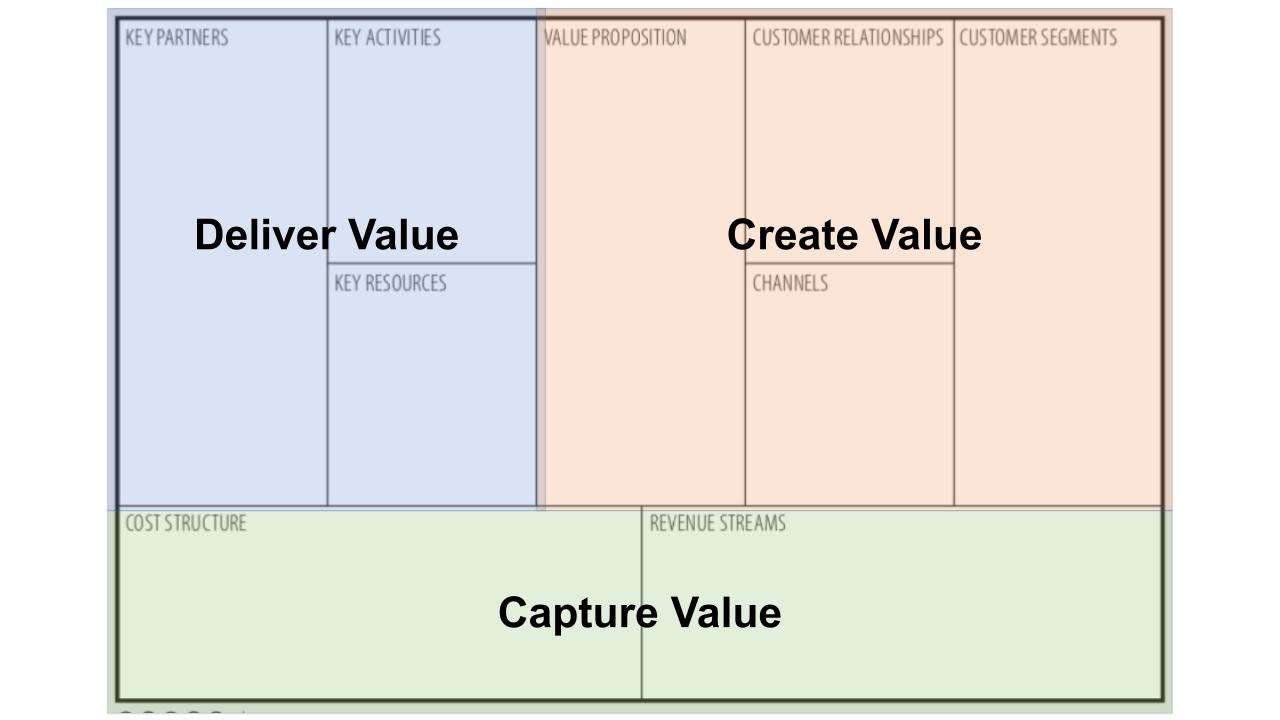 KEY PARTNERS
KEY ACTIVITIES
VALUE PROPOSITION
CUSTOMER RELATIONSHIPS
CUSTOMER SEGMENTS
Deliver Value
Create Value
KEY RESOURCES
CHANNELS
COST STRUCTURE
REVENUE STREAMS
Capture Value